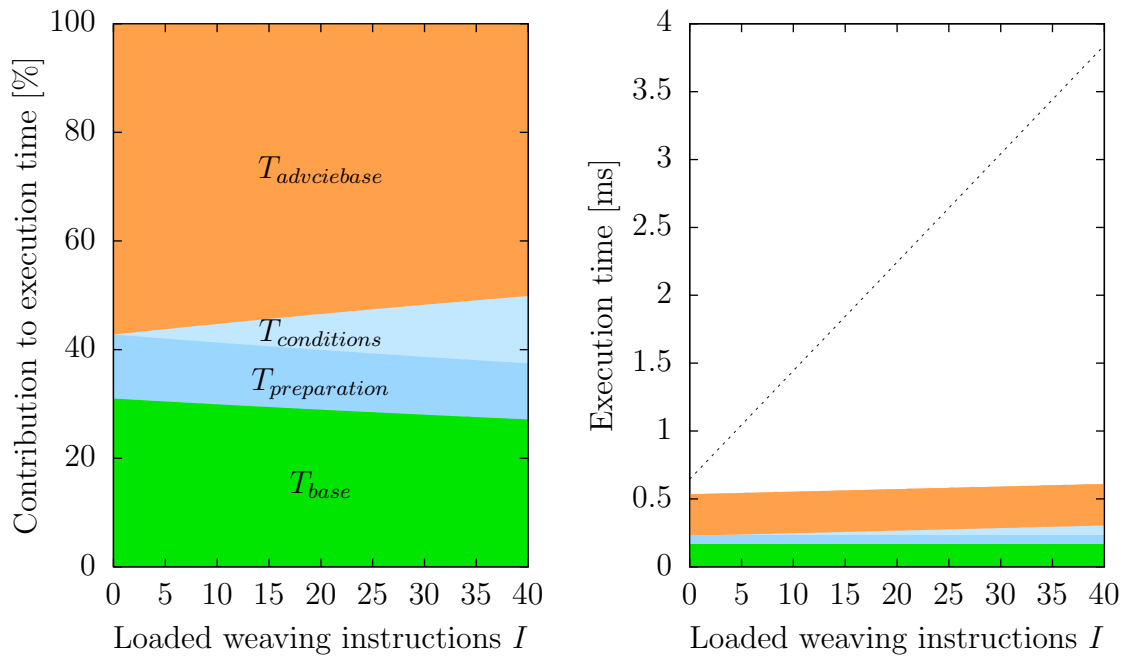 Contribution to execution time [%]
100
80
60
40
20
0
T_advciebase
T_conditions
T_preparation
T_base
0 5 10 15 20 25 30 35 40
Loaded weaving instructions I
Execution time [ms]
4
3.5
3
2.5
2
1.5
1
0.5
0
0 5 10 15 20 25 30 35 40
Loaded weaving instructions I